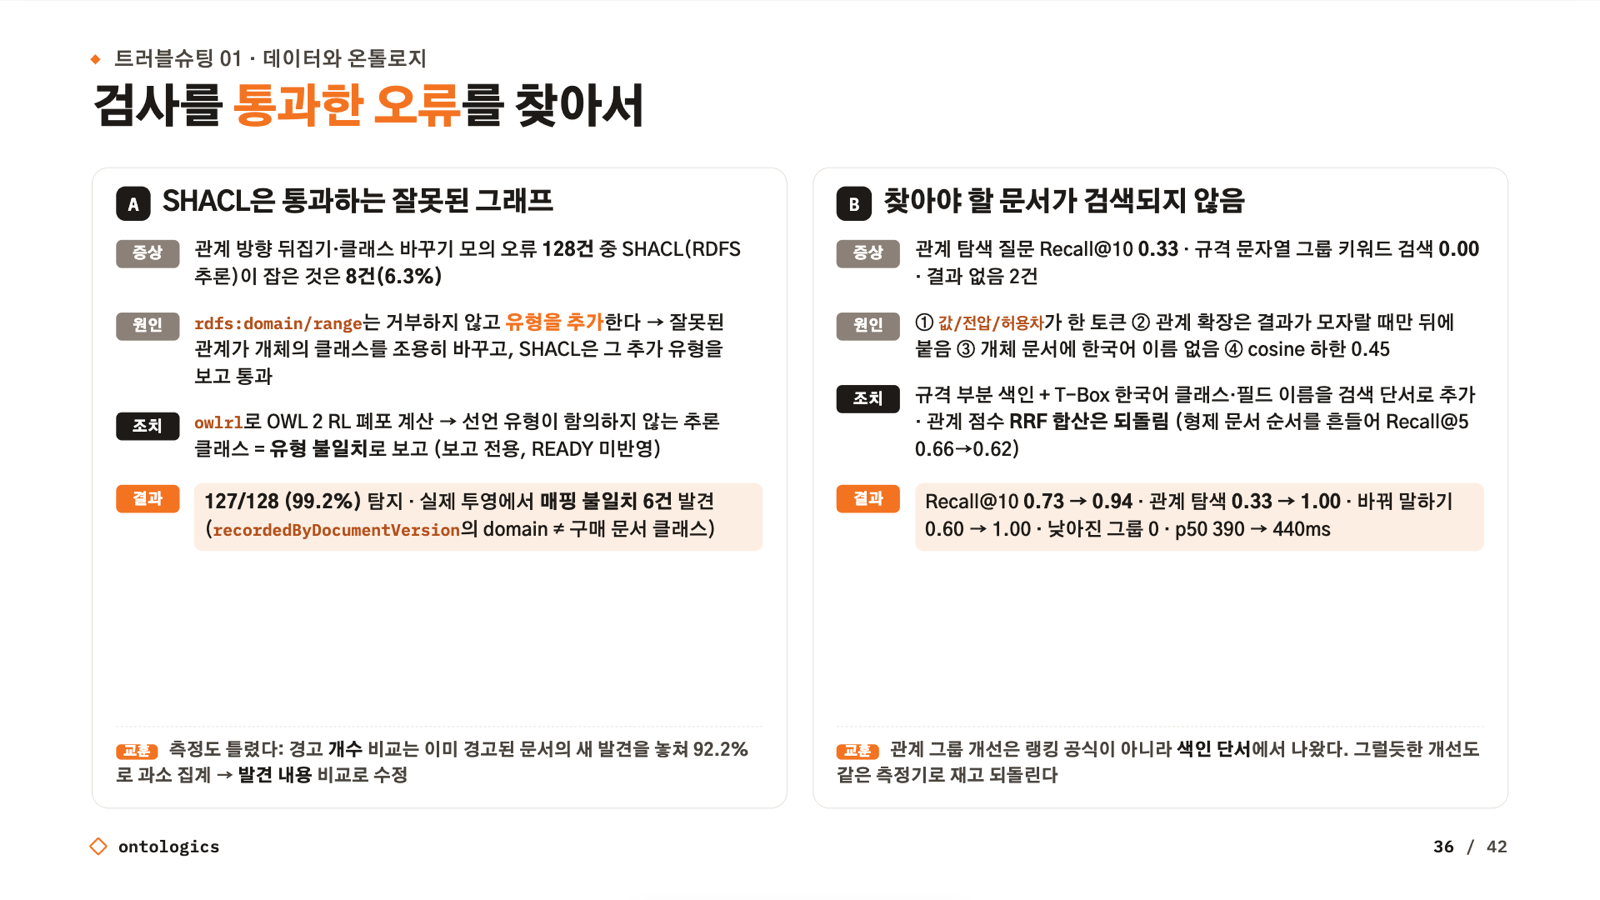 트러블슈팅 01 · 데이터와 온톨로지
검사를 통과한 오류를 찾아서
A SHACL은 통과하는 잘못된 그래프
증상 관계 방향 뒤집기·클래스 바꾸기 모의 오류 128건 중 SHACL(RDFS
추론)이 잡은 것은 8건(6.3%)
원인 rdfs:domain/range는 거부하지 않고 유형을 추가한다 → 잘못된
관계가 개체의 클래스를 조용히 바꾸고, SHACL은 그 추가 유형을
보고 통과
조치 owlrl로 OWL 2 RL 폐포 계산 → 선언 유형이 함의하지 않는 추론
클래스 = 유형 불일치로 보고 (보고 전용, READY 미반영)
결과 127/128 (99.2%) 탐지 · 실제 투영에서 매핑 불일치 6건 발견
(recordedByDocumentVersion의 domain ≠ 구매 문서 클래스)
교훈 측정도 틀렸다: 경고 개수 비교는 이미 경고된 문서의 새 발견을 놓쳐 92.2%
로 과소 집계 → 발견 내용 비교로 수정
B 찾아야 할 문서가 검색되지 않음
증상 관계 탐색 질문 Recall@10 0.33 · 규격 문자열 그룹 키워드 검색 0.00
· 결과 없음 2건
원인 ① 값/전압/허용차가 한 토큰 ② 관계 확장은 결과가 모자랄 때만 뒤에
붙음 ③ 개체 문서에 한국어 이름 없음 ④ cosine 하한 0.45
조치 규격 부분 색인 + T-Box 한국어 클래스·필드 이름을 검색 단서로 추가
· 관계 점수 RRF 합산은 되돌림 (형제 문서 순서를 흔들어 Recall@5
0.66→0.62)
결과 Recall@10 0.73 → 0.94 · 관계 탐색 0.33 → 1.00 · 바꿔 말하기
0.60 → 1.00 · 낮아진 그룹 0 · p50 390 → 440ms
교훈 관계 그룹 개선은 랭킹 공식이 아니라 색인 단서에서 나왔다. 그럴듯한 개선도
같은 측정기로 재고 되돌린다
ontologics
36 / 42